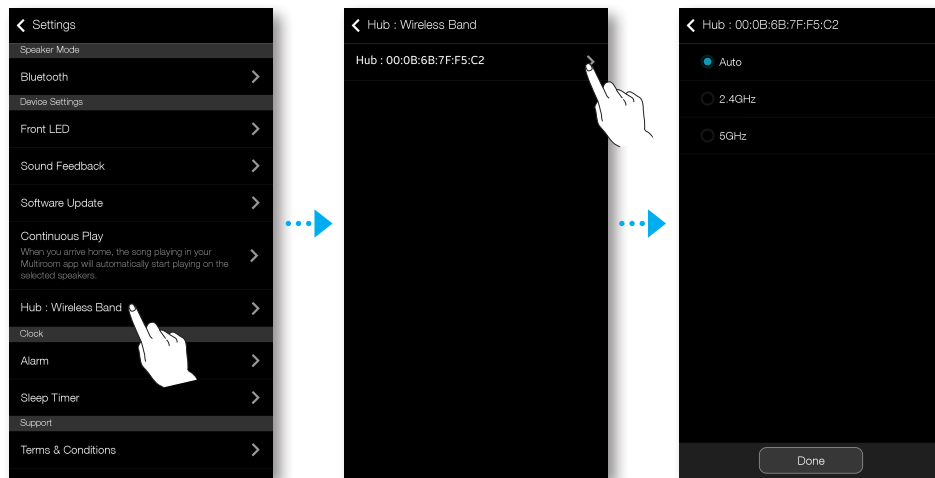 Settings
Speaker Mode
Bluetooth
Device Settings
Front LED
Sound Feedback
Software Update
Continuous Play
When you arrive home, the song playing in your
Multiroom app will automatically start playing on the
selected speakers.
Hub : Wireless Band
Clock
Alarm
Sleep Timer
Support
Terms & Conditions
Hub : Wireless Band
Hub : 00:0B:6B:7F:F5:C2
Hub : 00:0B:6B:7F:F5:C2
Auto
2.4GHz
5GHz
Done